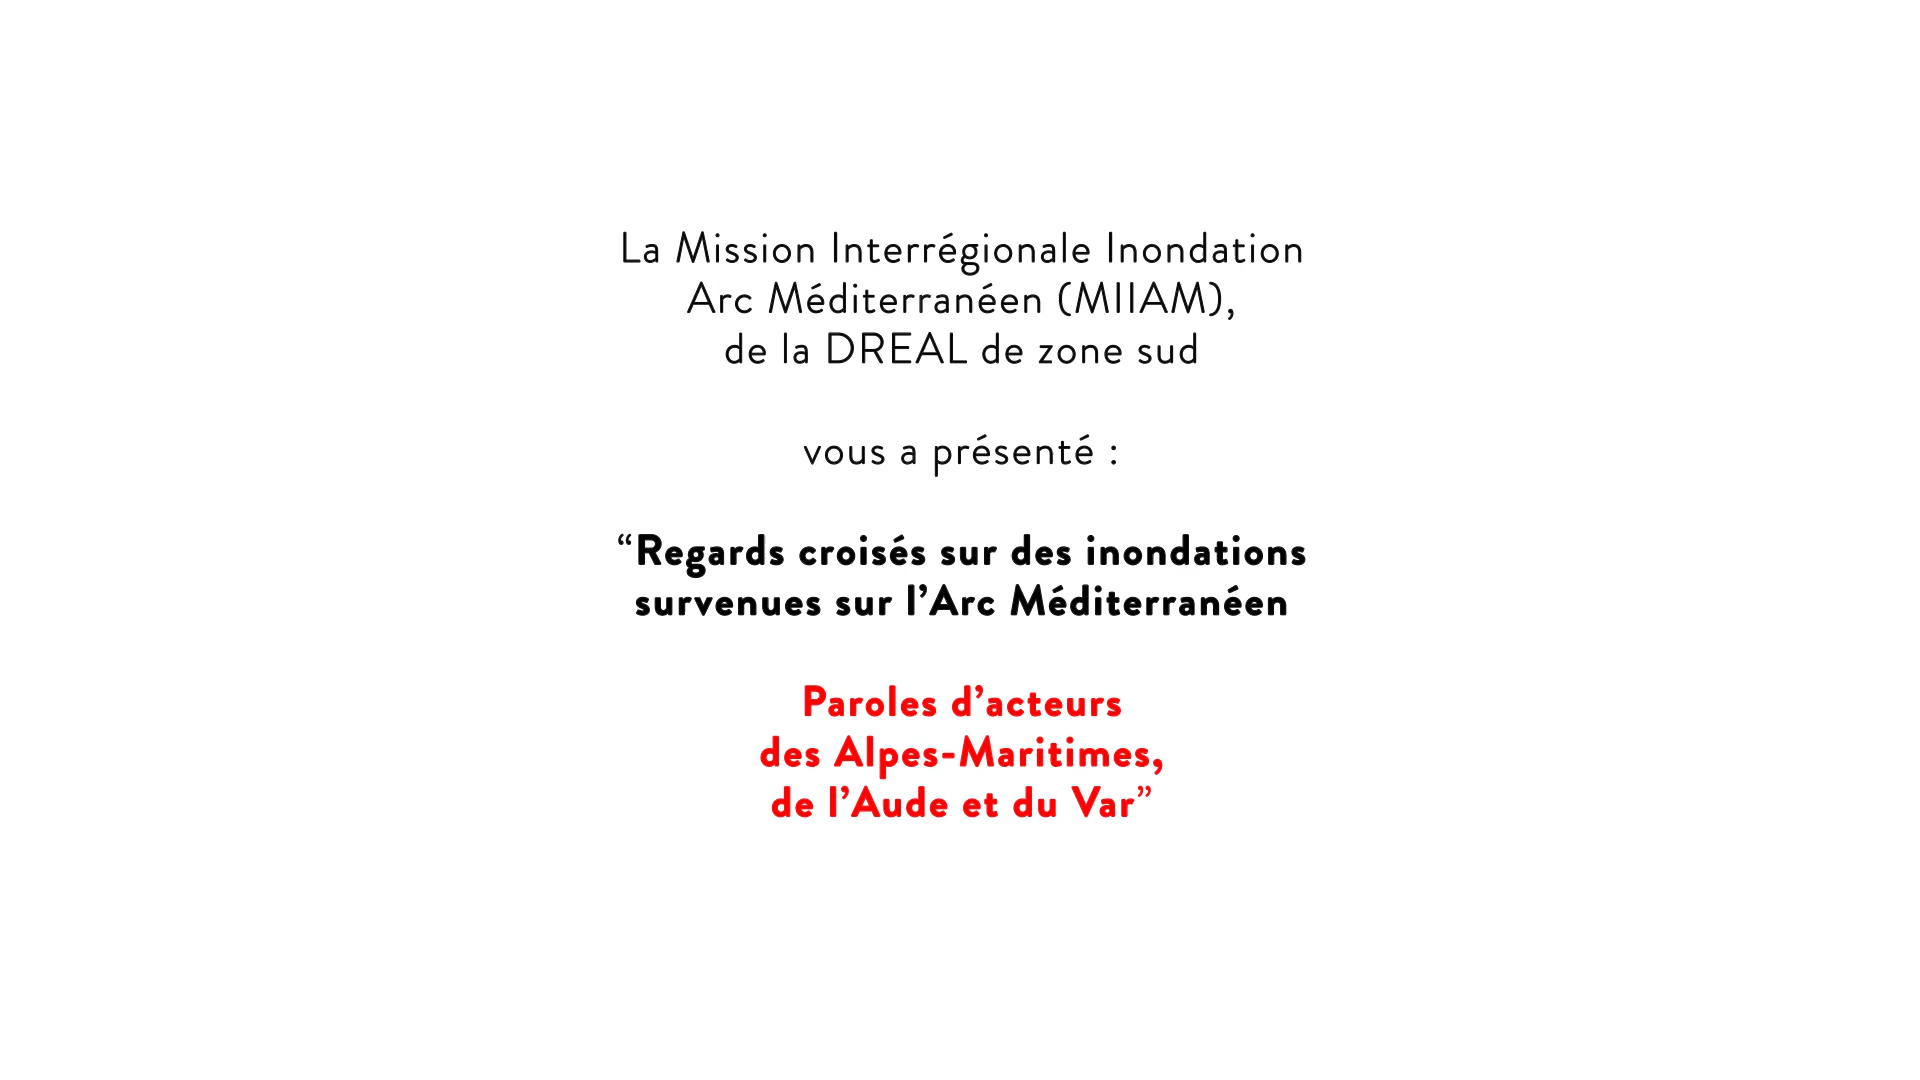 La Mission Interrégionale Inondation
Arc Méditerranéen (MIIAM),
de la DREAL de zone sud
vous a présenté :
“Regards croisés sur des inondations
survenues sur l’Arc Méditerranéen
Paroles d’acteurs
des Alpes-Maritimes,
de l’Aude et du Var”